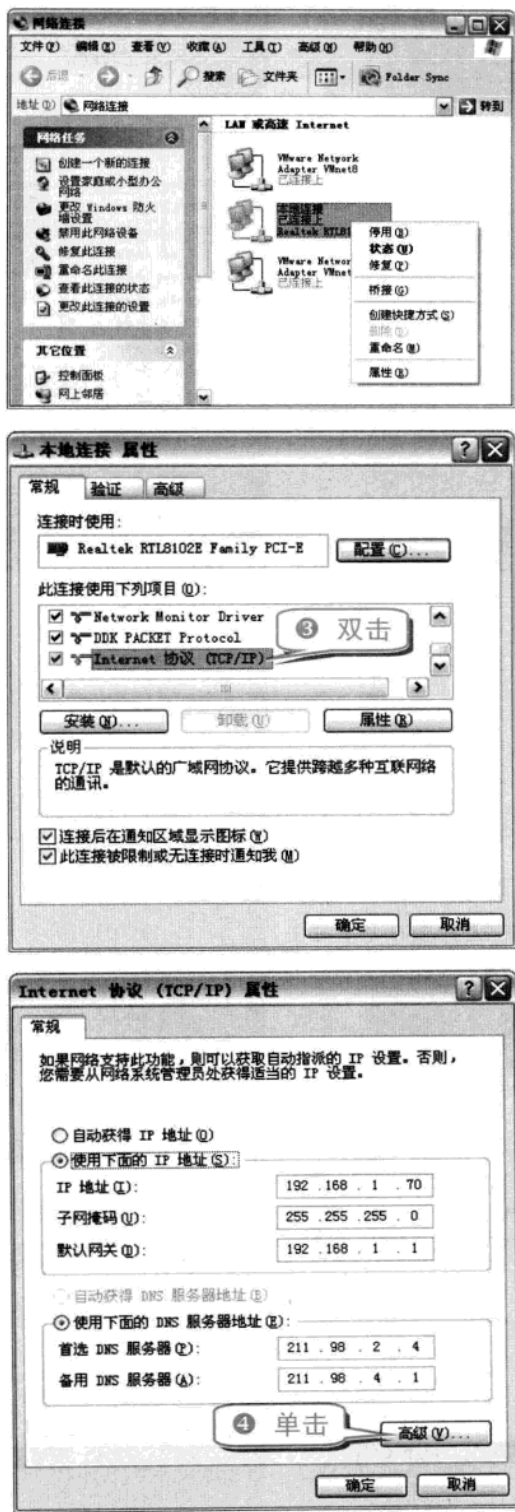 网络连接
文件(F) 编辑(E) 查看(V) 收藏(A) 工具(T) 高级(N) 帮助(H)
后退 搜索 文件夹 Folder Sync
地址(D) 网络连接 转到
网络任务
创建一个新的连接
设置家庭或小型办公
网络
更改 Windows 防火
墙设置
禁用此网络设备
修复此连接
重命名此连接
查看此连接的状态
更改此连接的设置
其它位置
控制面板
网上邻居
LAN 或高速 Internet
VMware Network
Adapter VMnet8
已连接上
本地连接
已连接上
Realtek RTL81
VMware Networ
Adapter VMnet
已连接上
停用(B)
状态(U)
修复(P)
桥接(G)
创建快捷方式(S)
删除(D)
重命名(M)
属性(R)
本地连接 属性
常规 验证 高级
连接时使用:
Realtek RTL8102E Family PCI-E 配置(C)...
此连接使用下列项目(O):
Network Monitor Driver
DDK PACKET Protocol
Internet 协议 (TCP/IP)
❸ 双击
安装(N)... 卸载(U) 属性(R)
说明
TCP/IP 是默认的广域网协议。它提供跨越多种互联网络
的通讯。
连接后在通知区域显示图标(W)
此连接被限制或无连接时通知我(M)
确定 取消
Internet 协议 (TCP/IP) 属性
常规
如果网络支持此功能，则可以获取自动指派的 IP 设置。否则，
您需要从网络系统管理员处获得适当的 IP 设置。
自动获得 IP 地址(O)
使用下面的 IP 地址(S):
IP 地址(I): 192 .168 . 1 . 70
子网掩码(U): 255 .255 .255 . 0
默认网关(D): 192 .168 . 1 . 1
自动获得 DNS 服务器地址(B)
使用下面的 DNS 服务器地址(E):
首选 DNS 服务器(P): 211 . 98 . 2 . 4
备用 DNS 服务器(A): 211 . 98 . 4 . 1
❹ 单击
高级(V)...
确定 取消